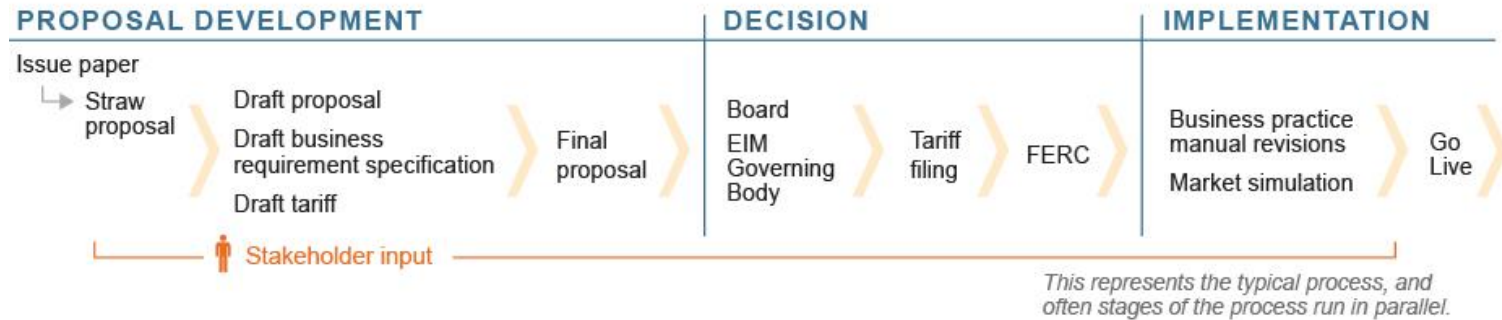 PROPOSAL DEVELOPMENT
DECISION
IMPLEMENTATION
Issue paper
Straw
proposal
Draft proposal
Draft business
requirement specification
Draft tariff
Final
proposal
Board
EIM
Governing
Body
Tariff
filing
FERC
Business practice
manual revisions
Market simulation
Go
Live
Stakeholder input
This represents the typical process, and
often stages of the process run in parallel.